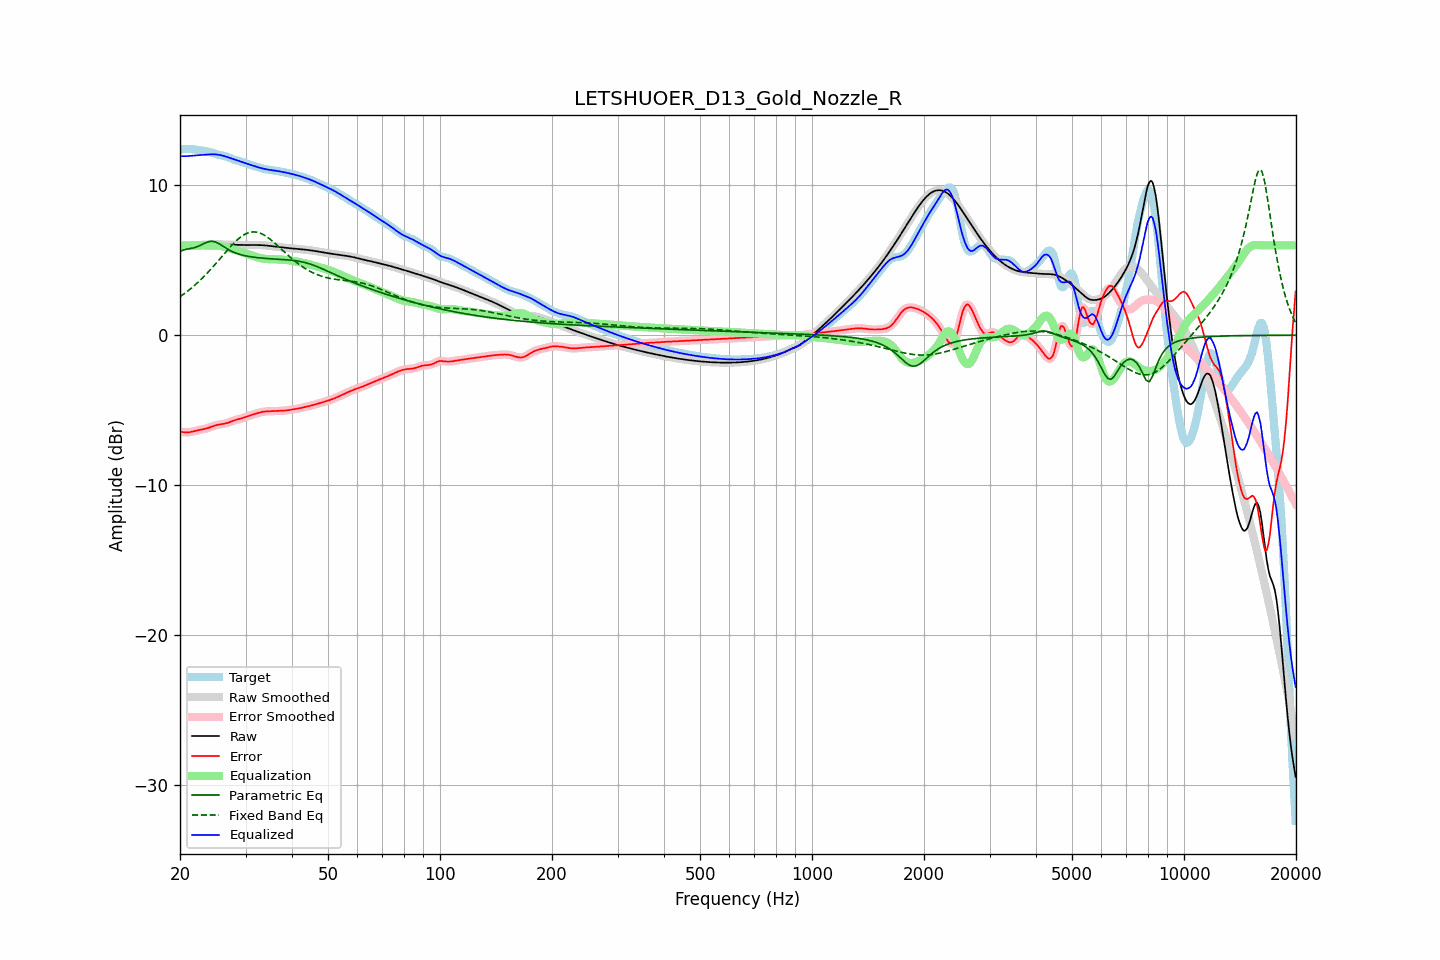 LETSHUOER_D13_Gold_Nozzle_R
10
0
−10
−20
−30
Amplitude (dBr)
Target
Raw Smoothed
Error Smoothed
Raw
Error
Equalization
Parametric Eq
Fixed Band Eq
Equalized
20 50 100 200 500 1000 2000 5000 10000 20000
Frequency (Hz)